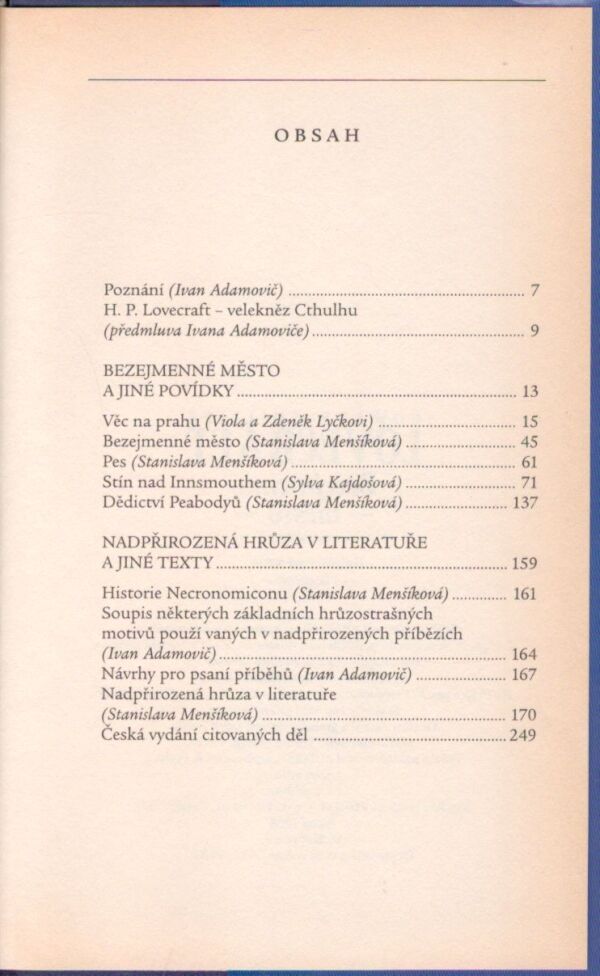 OBSAH
Poznání (Ivan Adamovič) ........ 7
H. P. Lovecraft – velekněz Cthulhu
(předmluva Ivana Adamoviče) ........ 9
BEZEJMENNÉ MĚSTO
A JINÉ POVÍDKY ........ 13
Věc na prahu (Viola a Zdeněk Lyčkovi) ........ 15
Bezejmenné město (Stanislava Menšíková) ........ 45
Pes (Stanislava Menšíková) ........ 61
Stín nad Innsmouthem (Sylva Kajdošová) ........ 71
Dědictví Peabodyů (Stanislava Menšíková) ........ 137
NADPŘIROZENÁ HRŮZA V LITERATUŘE
A JINÉ TEXTY ........ 159
Historie Necronomiconu (Stanislava Menšíková) ........ 161
Soupis některých základních hrůzostrašných
motivů použí vaných v nadpřirozených příbězích
(Ivan Adamovič) ........ 164
Návrhy pro psaní příběhů (Ivan Adamovič) ........ 167
Nadpřirozená hrůza v literatuře
(Stanislava Menšíková) ........ 170
Česká vydání citovaných děl ........ 249